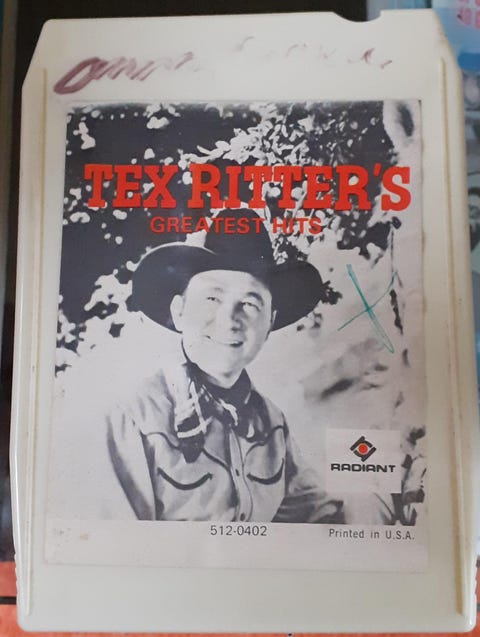 TEX RITTER'S
GREATEST HITS
RADIANT
512-0402
Printed in U.S.A.